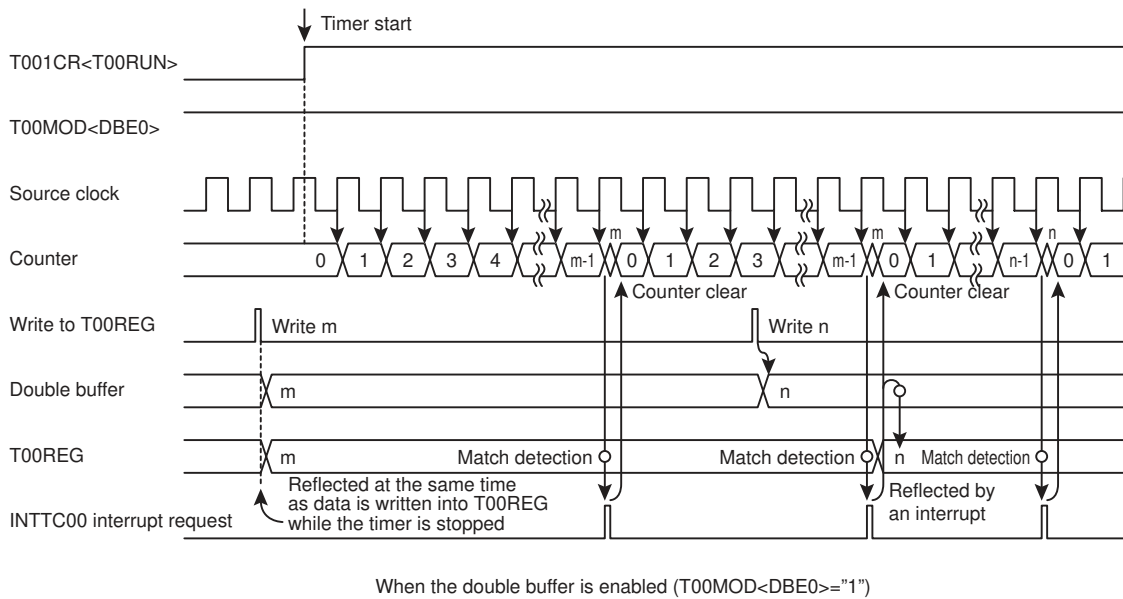 Timer start
T001CR<T00RUN>
T00MOD<DBE0>
Source clock
m m n
Counter 0 1 2 3 4 m-1 0 1 2 3 m-1 0 1 n-1 0 1
Counter clear Counter clear
Write to T00REG Write m Write n
Double buffer m n
T00REG m Match detection Match detection n Match detection
Reflected at the same time
as data is written into T00REG
while the timer is stopped
Reflected by
an interrupt
INTTC00 interrupt request
When the double buffer is enabled (T00MOD<DBE0>="1")